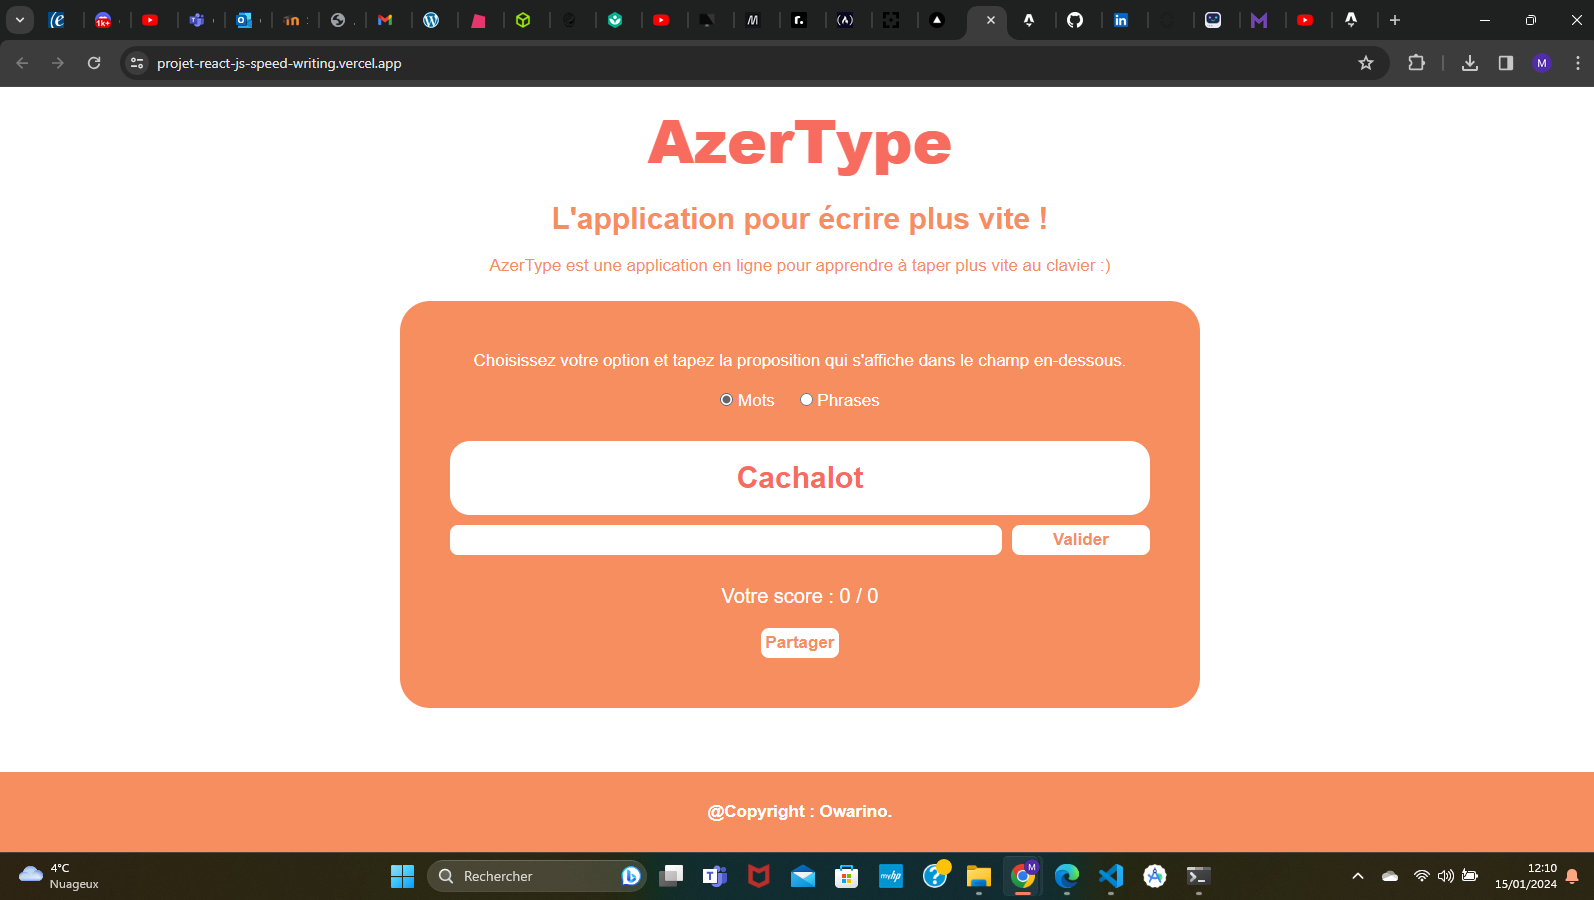 1K+
projet-react-js-speed-writing.vercel.app
M
AzerType
L'application pour écrire plus vite !
AzerType est une application en ligne pour apprendre à taper plus vite au clavier :)
Choisissez votre option et tapez la proposition qui s'affiche dans le champ en-dessous.
Mots Phrases
Cachalot
Valider
Votre score : 0 / 0
Partager
@Copyright : Owarino.
4°C
Nuageux
Rechercher
myhp
M
12:10
15/01/2024